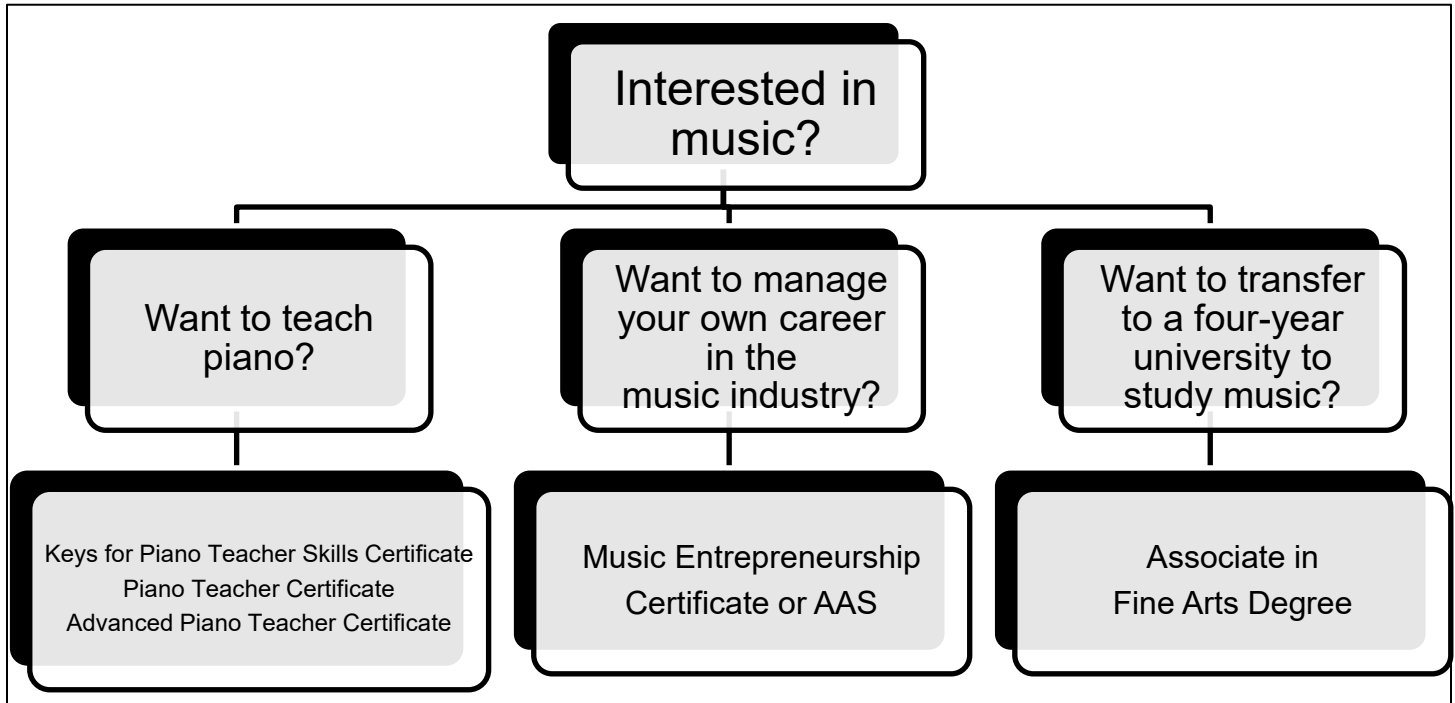 Interested in
music?
Want to teach
piano?
Want to manage
your own career
in the
music industry?
Want to transfer
to a four-year
university to
study music?
Keys for Piano Teacher Skills Certificate
Piano Teacher Certificate
Advanced Piano Teacher Certificate
Music Entrepreneurship
Certificate or AAS
Associate in
Fine Arts Degree